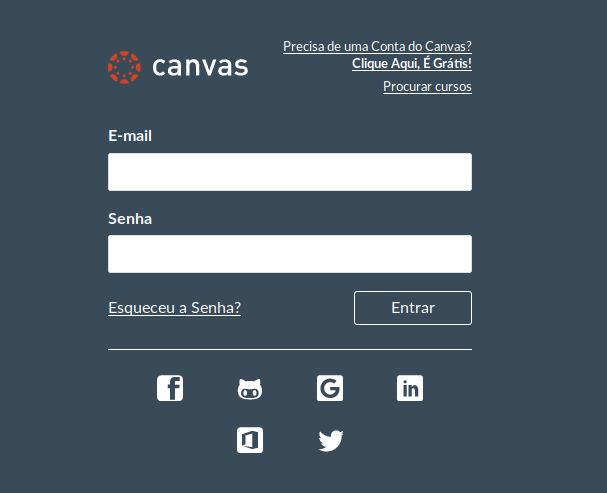 canvas
Precisa de uma Conta do Canvas?
Clique Aqui, É Grátis!
Procurar cursos
E-mail
Senha
Esqueceu a Senha?
Entrar